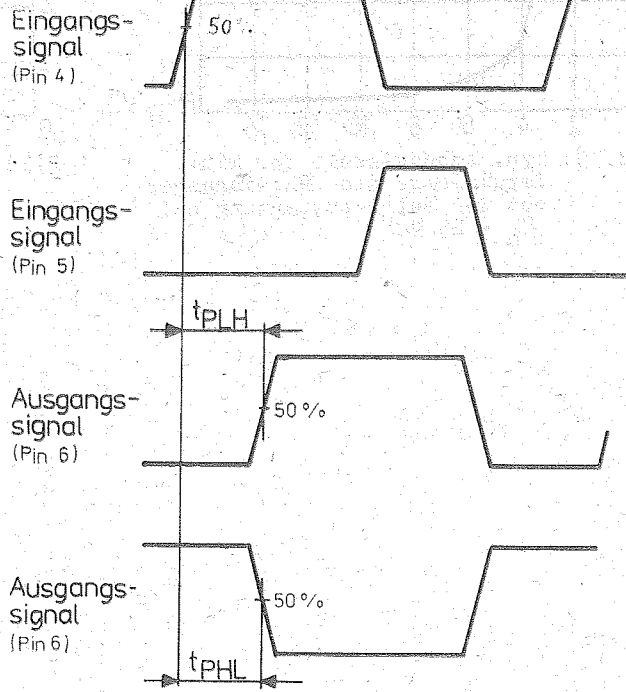 Eingangs-
signal
(Pin 4)
50%
Eingangs-
signal
(Pin 5)
tPLH
Ausgangs-
signal
(Pin 6)
50%
Ausgangs-
signal
(Pin 6)
50%
tPHL